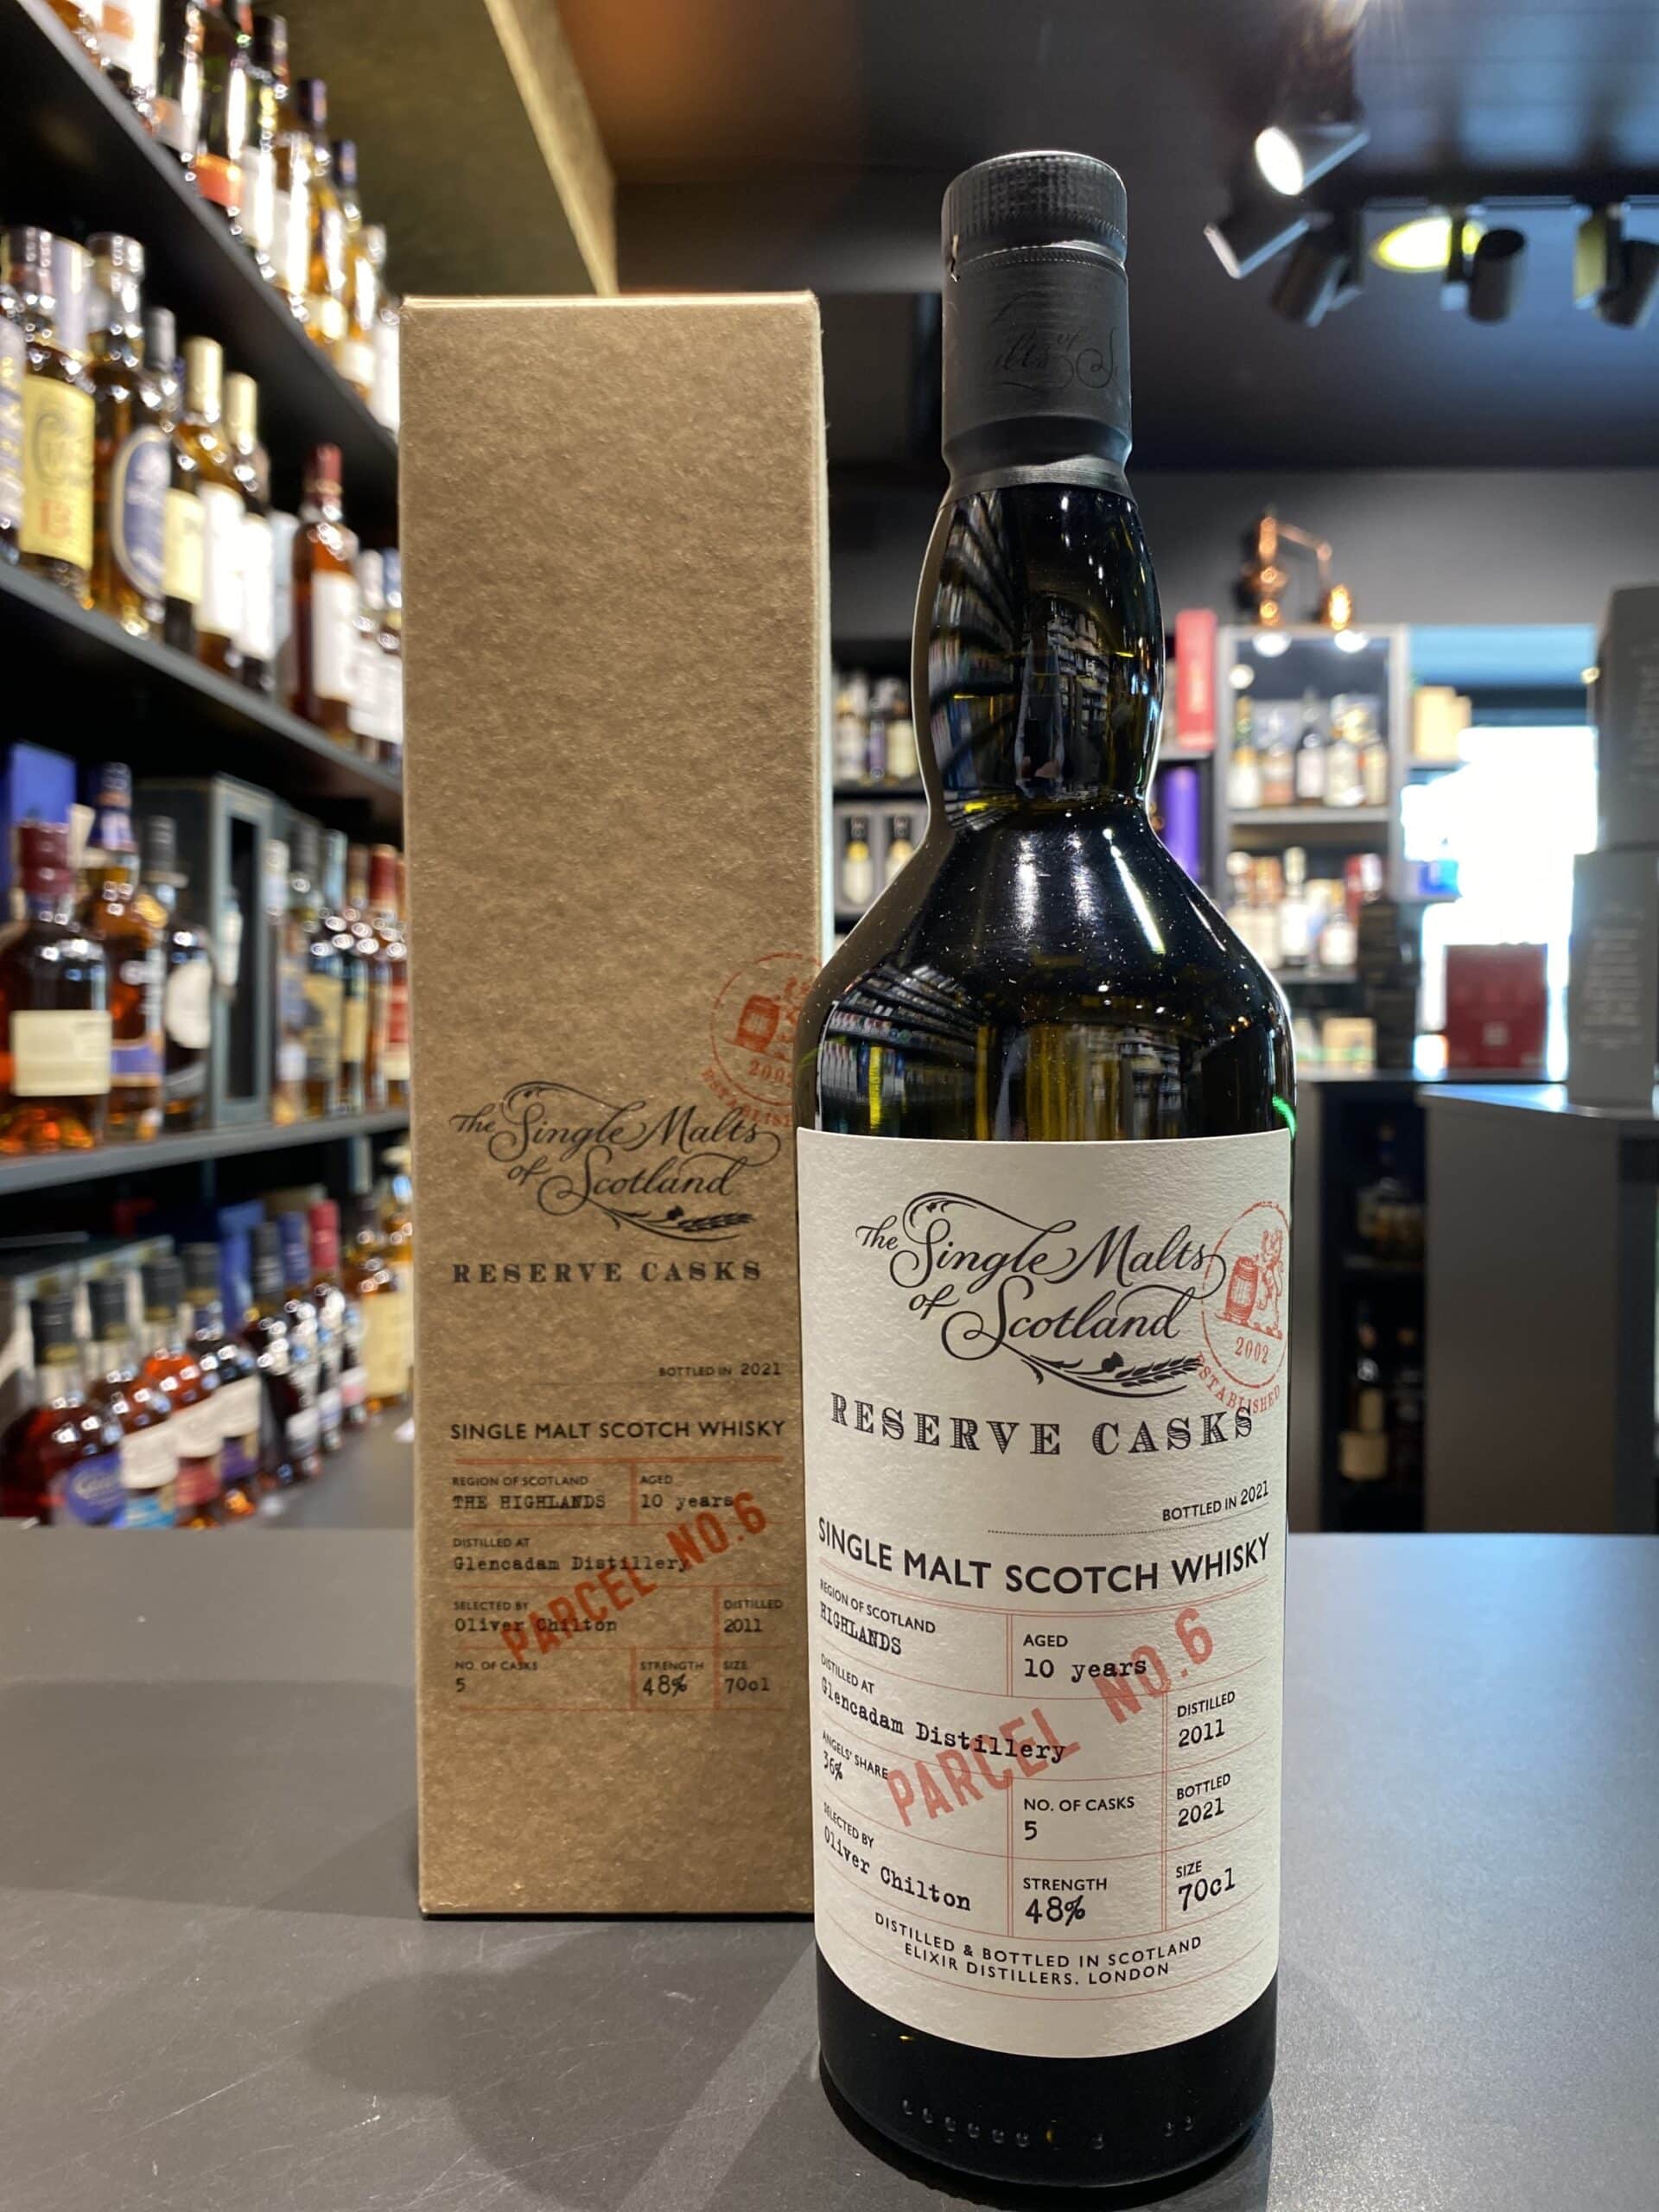 2002
ESTABLIS
The Single Malts
of Scotland
RESERVE CASKS
BOTTLED IN 2021
SINGLE MALT SCOTCH WHISKY
REGION OF SCOTLAND
THE HIGHLANDS
AGED
10 years
DISTILLED AT
Glencadam Distillery
PARCEL NO.6
SELECTED BY
Oliver Chilton
DISTILLED
2011
NO. OF CASKS
5
STRENGTH
48%
SIZE
70cl
The Single Malts
of Scotland
2002
ESTABLISHED
RESERVE CASKS
BOTTLED IN 2021
SINGLE MALT SCOTCH WHISKY
REGION OF SCOTLAND
HIGHLANDS
AGED
10 years
DISTILLED AT
Glencadam Distillery
PARCEL NO.6
DISTILLED
2011
ANGELS' SHARE
36%
NO. OF CASKS
5
BOTTLED
2021
SELECTED BY
Oliver Chilton
STRENGTH
48%
SIZE
70cl
DISTILLED & BOTTLED IN SCOTLAND
ELIXIR DISTILLERS. LONDON